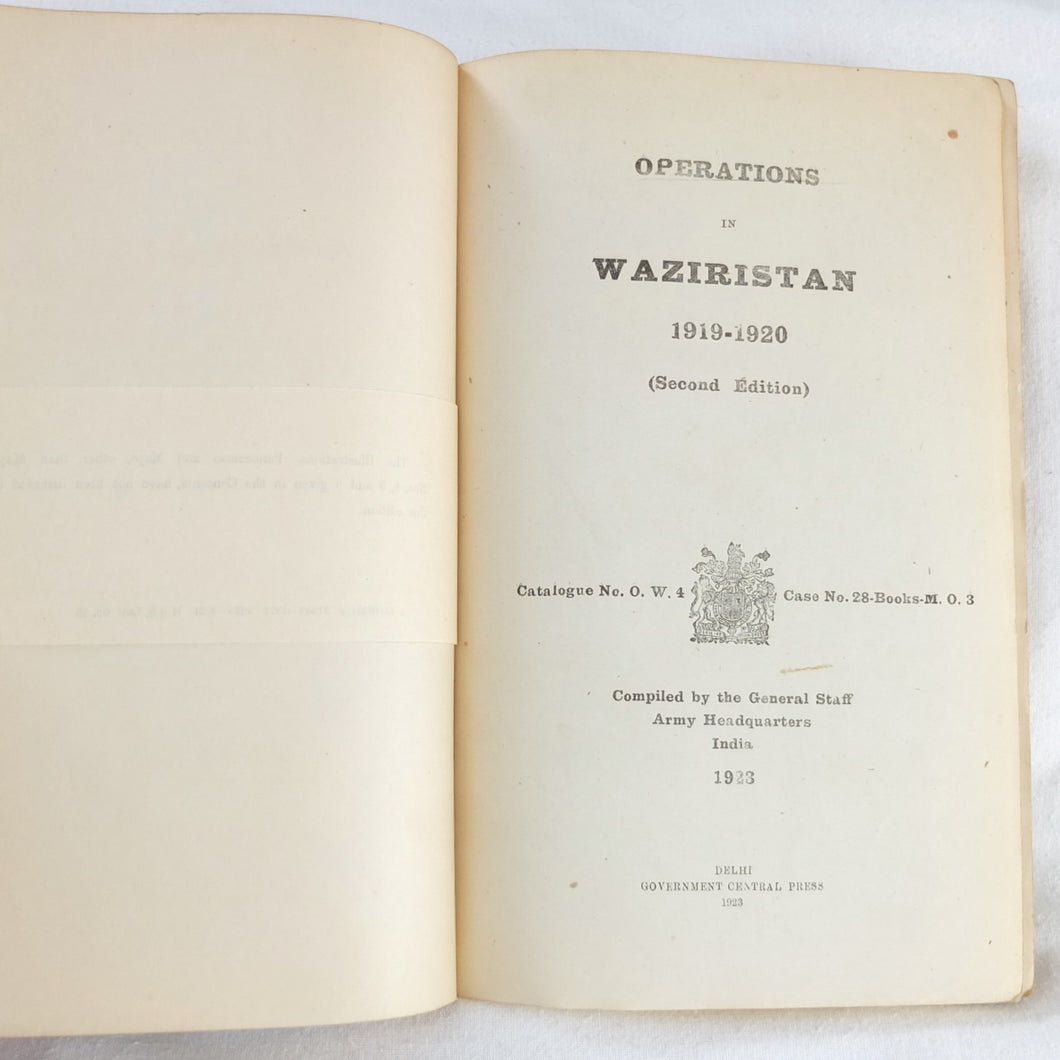 OPERATIONS
IN
WAZIRISTAN
1919-1920
(Second Edition)
Catalogue No. O. W. 4 Case No. 28-Books-M. O. 3
Compiled by the General Staff
Army Headquarters
India
1923
DELHI
GOVERNMENT CENTRAL PRESS
1923